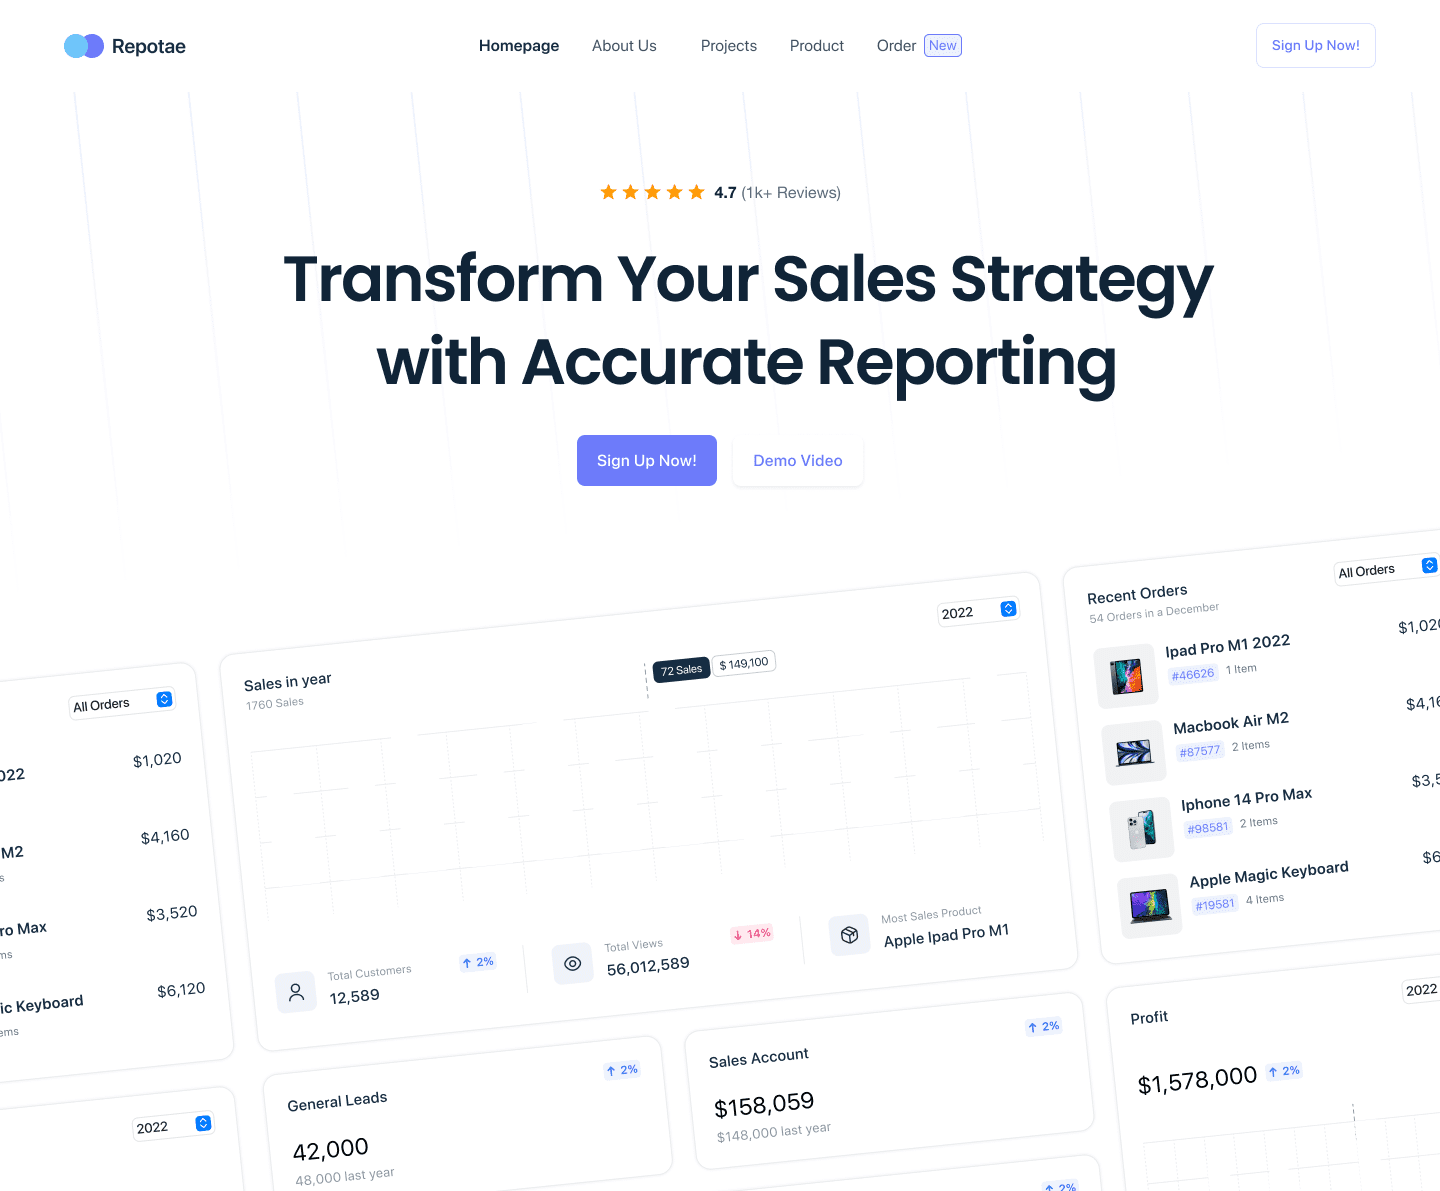 Repotae
Homepage
About Us
Projects
Product
Order New
Sign Up Now!
4.7 (1k+ Reviews)
Transform Your Sales Strategy
with Accurate Reporting
Sign Up Now!
Demo Video
All Orders
022
$1,020
M2
$4,160
s
ro Max
$3,520
ms
ic Keyboard
$6,120
ems
2022
Sales in year
1760 Sales
2022
72 Sales
$ 149,100
Total Customers
12,589
2%
Total Views
56,012,589
14%
Most Sales Product
Apple Ipad Pro M1
Recent Orders
54 Orders in a December
All Orders
Ipad Pro M1 2022
#46626 1 Item
$1,020
Macbook Air M2
#87577 2 Items
$4,16
Iphone 14 Pro Max
#98581 2 Items
$3,5
Apple Magic Keyboard
#19581 4 Items
$6
General Leads
2%
42,000
48,000 last year
Sales Account
2%
$158,059
$148,000 last year
2%
Profit
2022
$1,578,000 2%